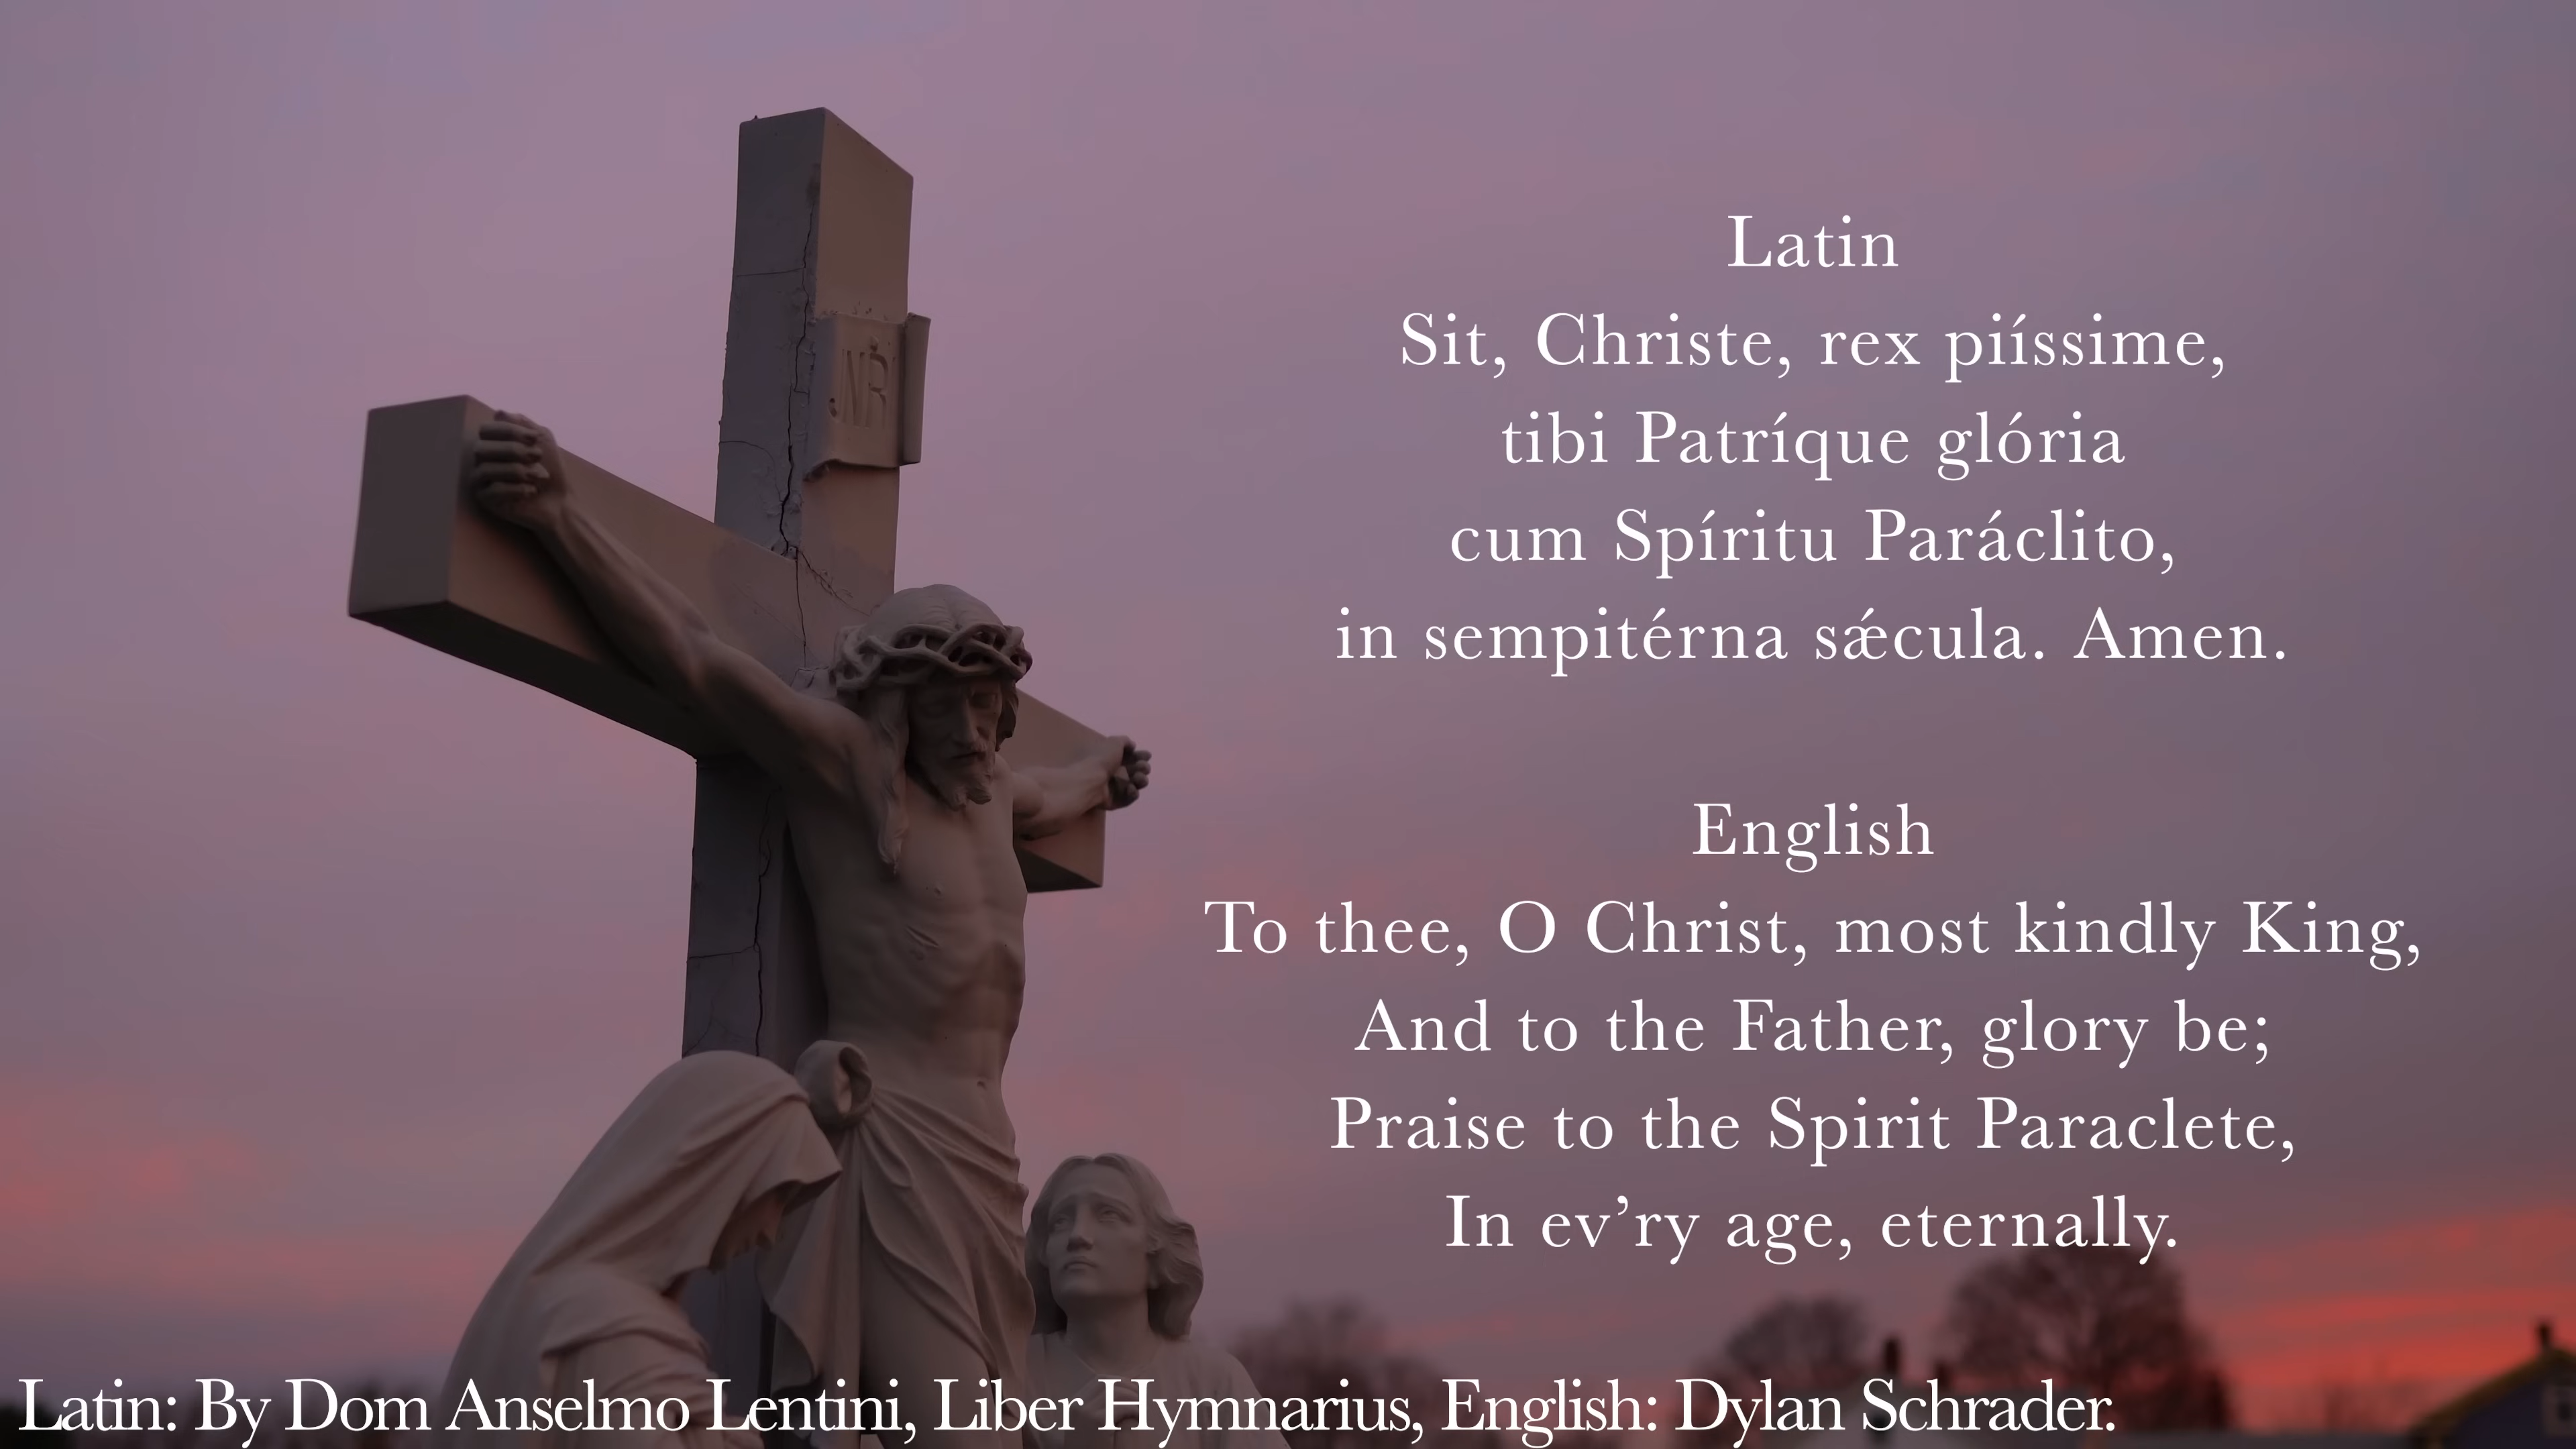 INRI
Latin
Sit, Christe, rex piíssime,
tibi Patríque glória
cum Spíritu Paráclito,
in sempitérna sǽcula. Amen.
English
To thee, O Christ, most kindly King,
And to the Father, glory be;
Praise to the Spirit Paraclete,
In ev’ry age, eternally.
Latin: By Dom Anselmo Lentini, Liber Hymnarius, English: Dylan Schrader.